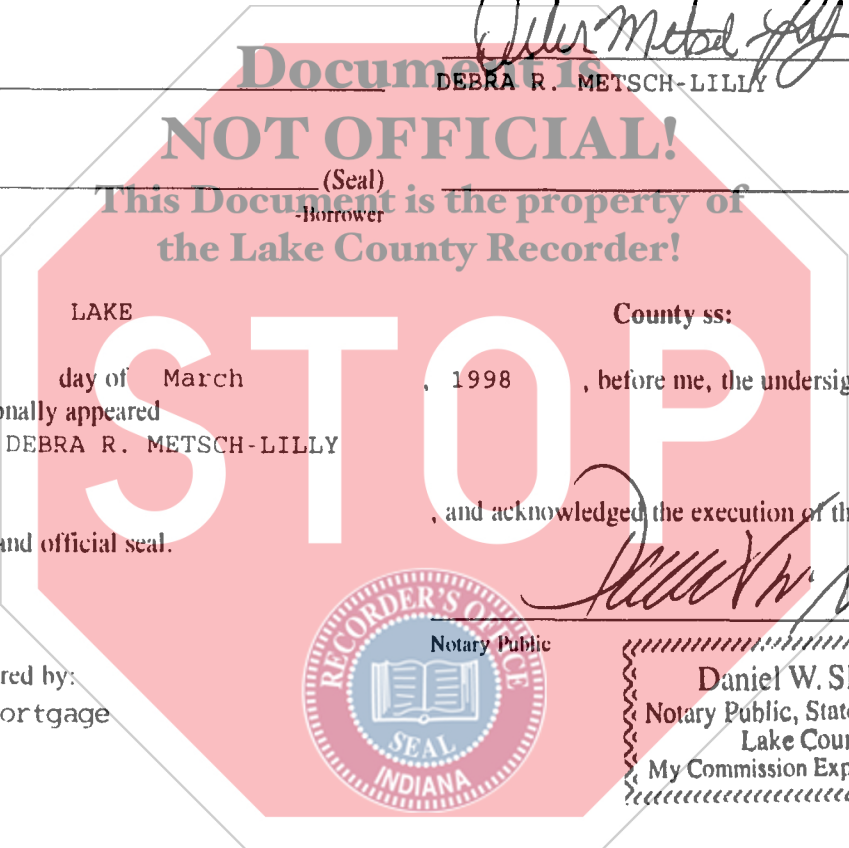 Document is
DEBRA R. METSCH-LILLY
NOT OFFICIAL!
(Seal)
This Document is the property of
-Borrower
the Lake County Recorder!
LAKE County ss:
STOP
day of March , 1998 , before me, the undersig
onally appeared
DEBRA R. METSCH-LILLY
, and acknowledged the execution of th
and official seal.
RECORDER'S OFFICE
SEAL
INDIANA
Notary Public
red by:
ortgage
Daniel W. Sl
Notary Public, State
Lake Coun
My Commission Exp